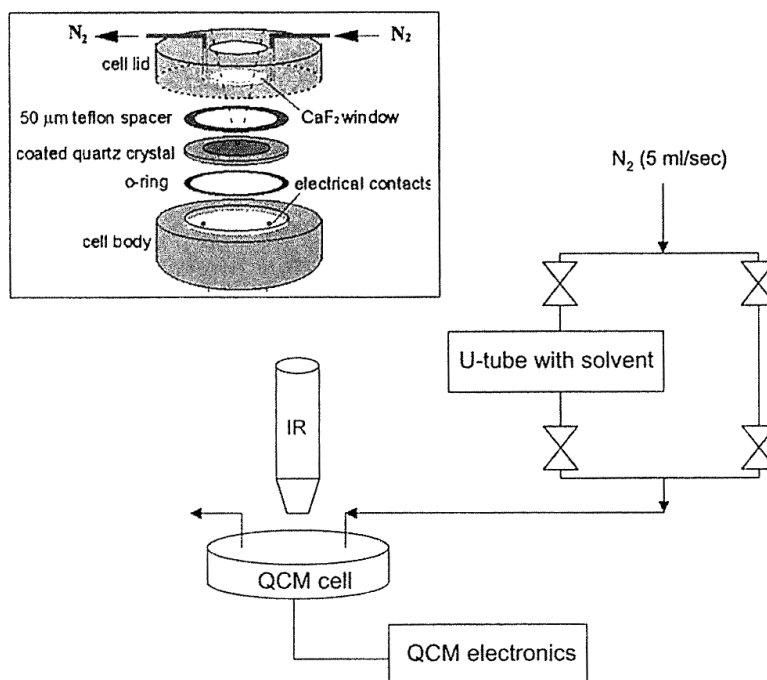 N₂ N₂
cell lid
CaF₂ window
50 µm teflon spacer
coated quartz crystal
o-ring
electrical contacts
cell body
N₂ (5 ml/sec)
U-tube with solvent
IR
QCM cell
QCM electronics